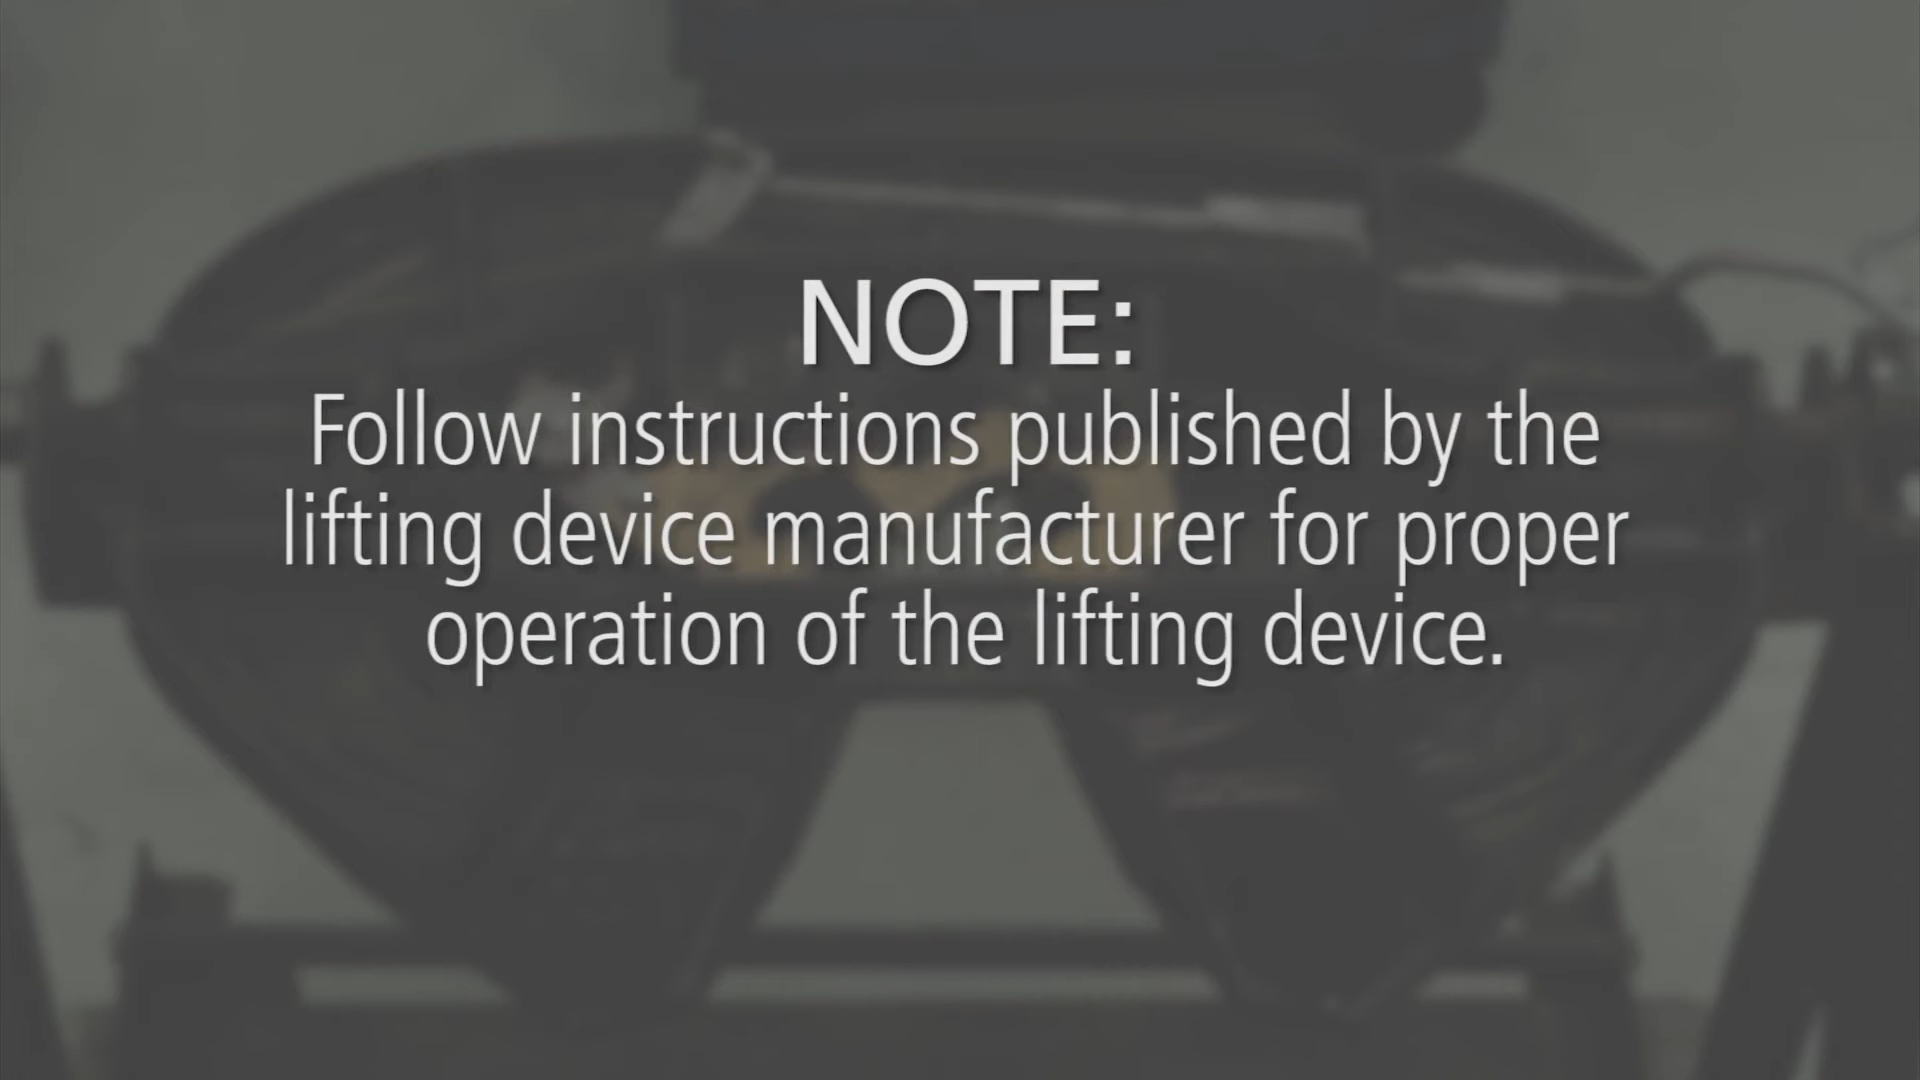 NOTE:
Follow instructions published by the
lifting device manufacturer for proper
operation of the lifting device.